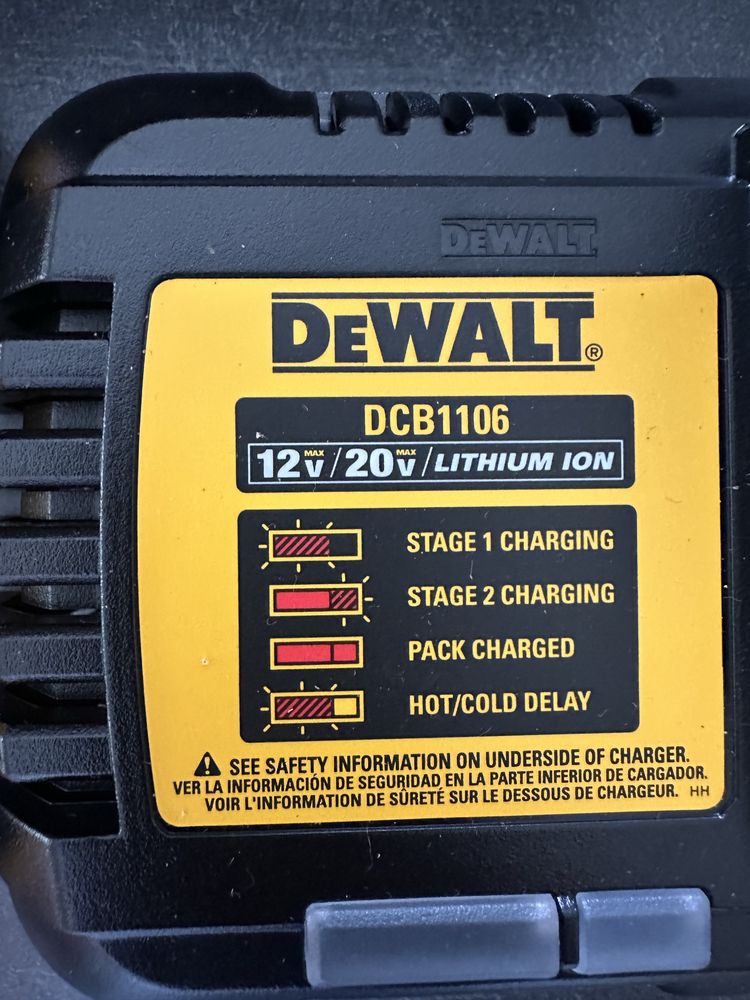 DEWALT
DEWALT®
DCB1106
12V MAX/20V MAX/LITHIUM ION
STAGE 1 CHARGING
STAGE 2 CHARGING
PACK CHARGED
HOT/COLD DELAY
SEE SAFETY INFORMATION ON UNDERSIDE OF CHARGER.
VER LA INFORMACIÓN DE SEGURIDAD EN LA PARTE INFERIOR DE CARGADOR.
VOIR L'INFORMATION DE SÛRETÉ SUR LE DESSOUS DE CHARGEUR. HH